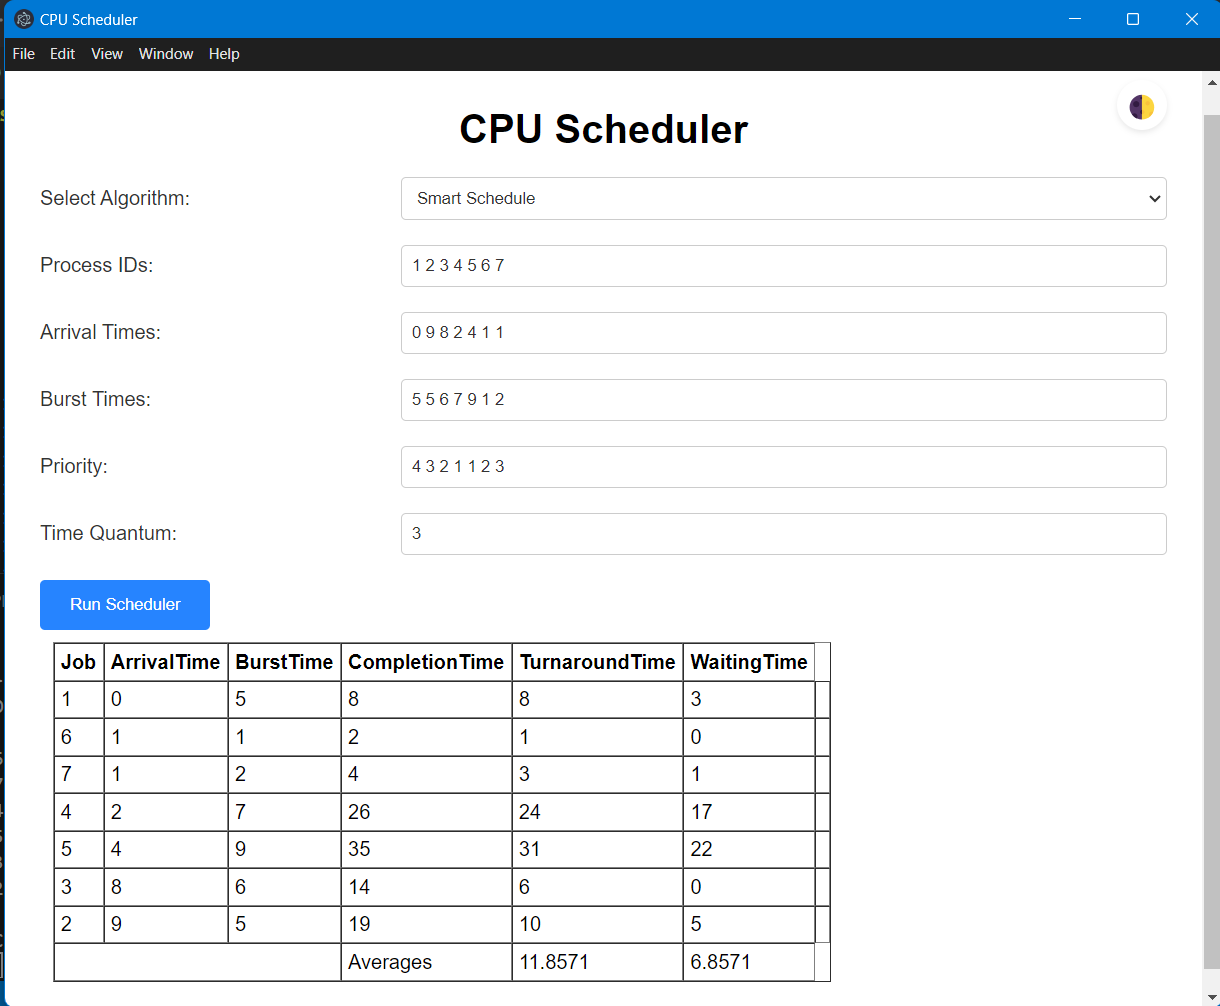 CPU Scheduler
File Edit View Window Help
CPU Scheduler
Select Algorithm: Smart Schedule
Process IDs: 1 2 3 4 5 6 7
Arrival Times: 0 9 8 2 4 1 1
Burst Times: 5 5 6 7 9 1 2
Priority: 4 3 2 1 1 2 3
Time Quantum: 3
Run Scheduler
Job ArrivalTime BurstTime CompletionTime TurnaroundTime WaitingTime
1 0 5 8 8 3
6 1 1 2 1 0
7 1 2 4 3 1
4 2 7 26 24 17
5 4 9 35 31 22
3 8 6 14 6 0
2 9 5 19 10 5
Averages 11.8571 6.8571